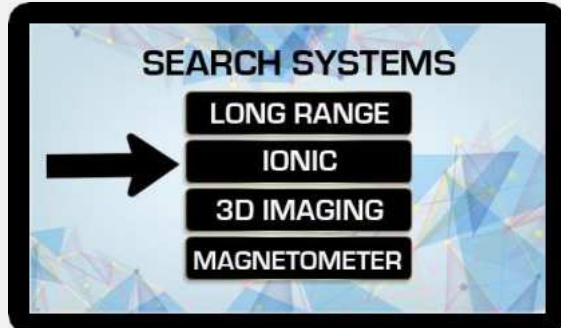 SEARCH SYSTEMS
LONG RANGE
IONIC
3D IMAGING
MAGNETOMETER